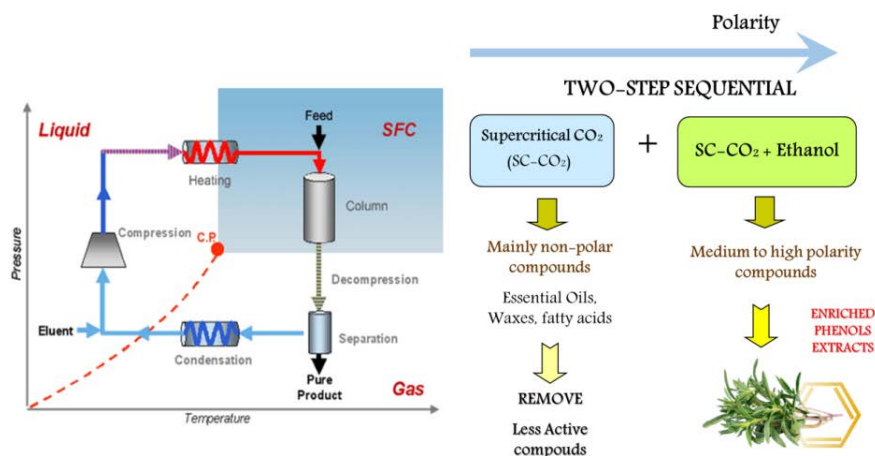 Liquid
SFC
Feed
Heating
Column
Compression
C.P.
Decompression
Pressure
Eluent
Condensation
Separation
Pure
Product
Gas
Temperature
Polarity
TWO-STEP SEQUENTIAL
Supercritical CO₂
(SC-CO₂)
+
SC-CO₂ + Ethanol
Mainly non-polar
compounds
Medium to high polarity
compounds
Essential Oils,
Waxes, fatty acids
ENRICHED
PHENOLS
EXTRACTS
REMOVE
Less Active
compouds